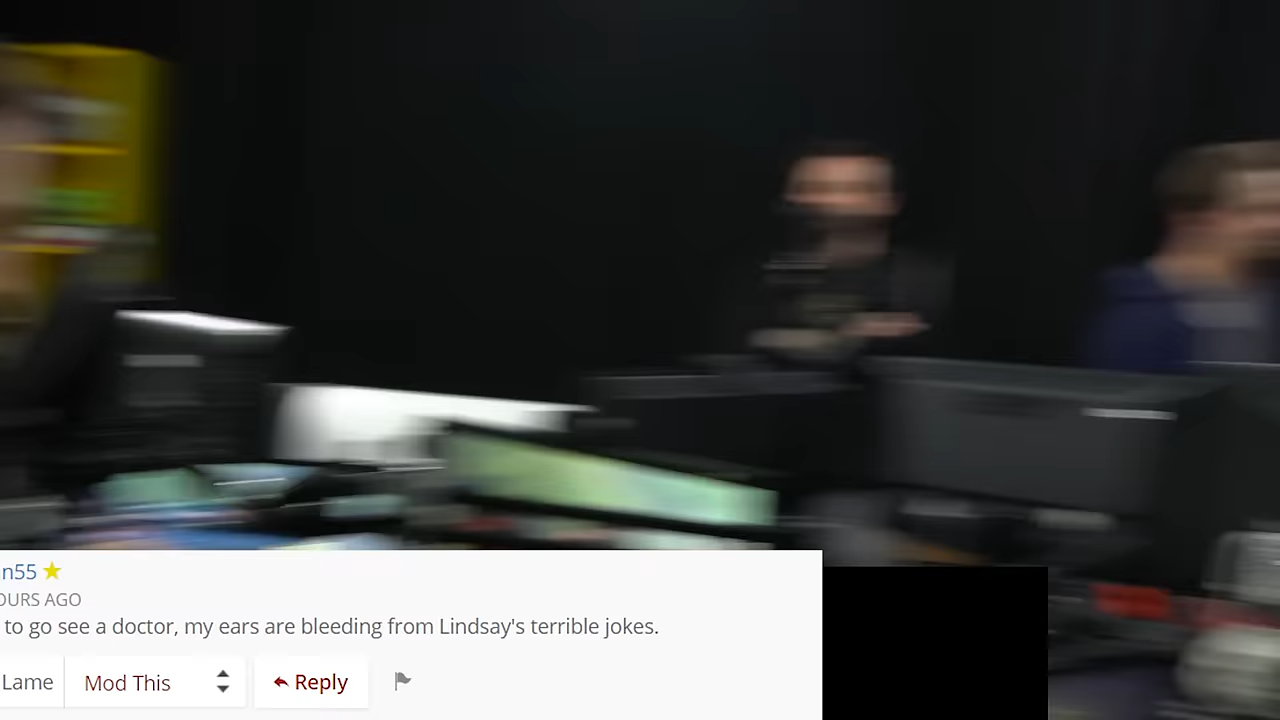 n55
OURS AGO
to go see a doctor, my ears are bleeding from Lindsay's terrible jokes.
Lame Mod This Reply